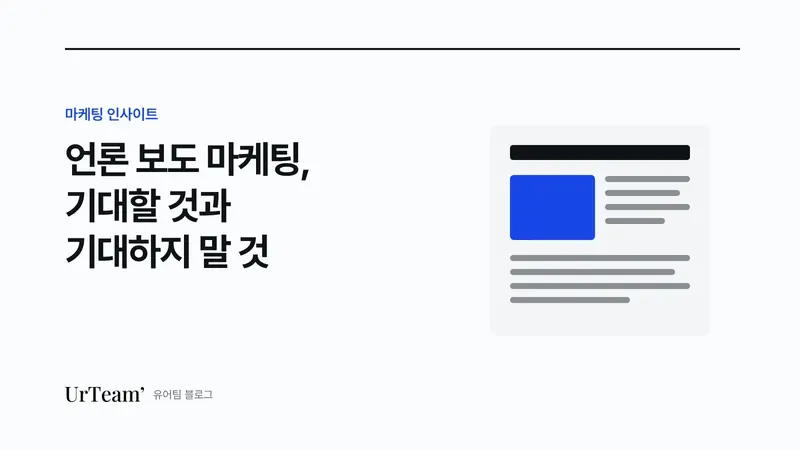 마케팅 인사이트
언론 보도 마케팅,
기대할 것과
기대하지 말 것
UrTeam’ 유어팀 블로그